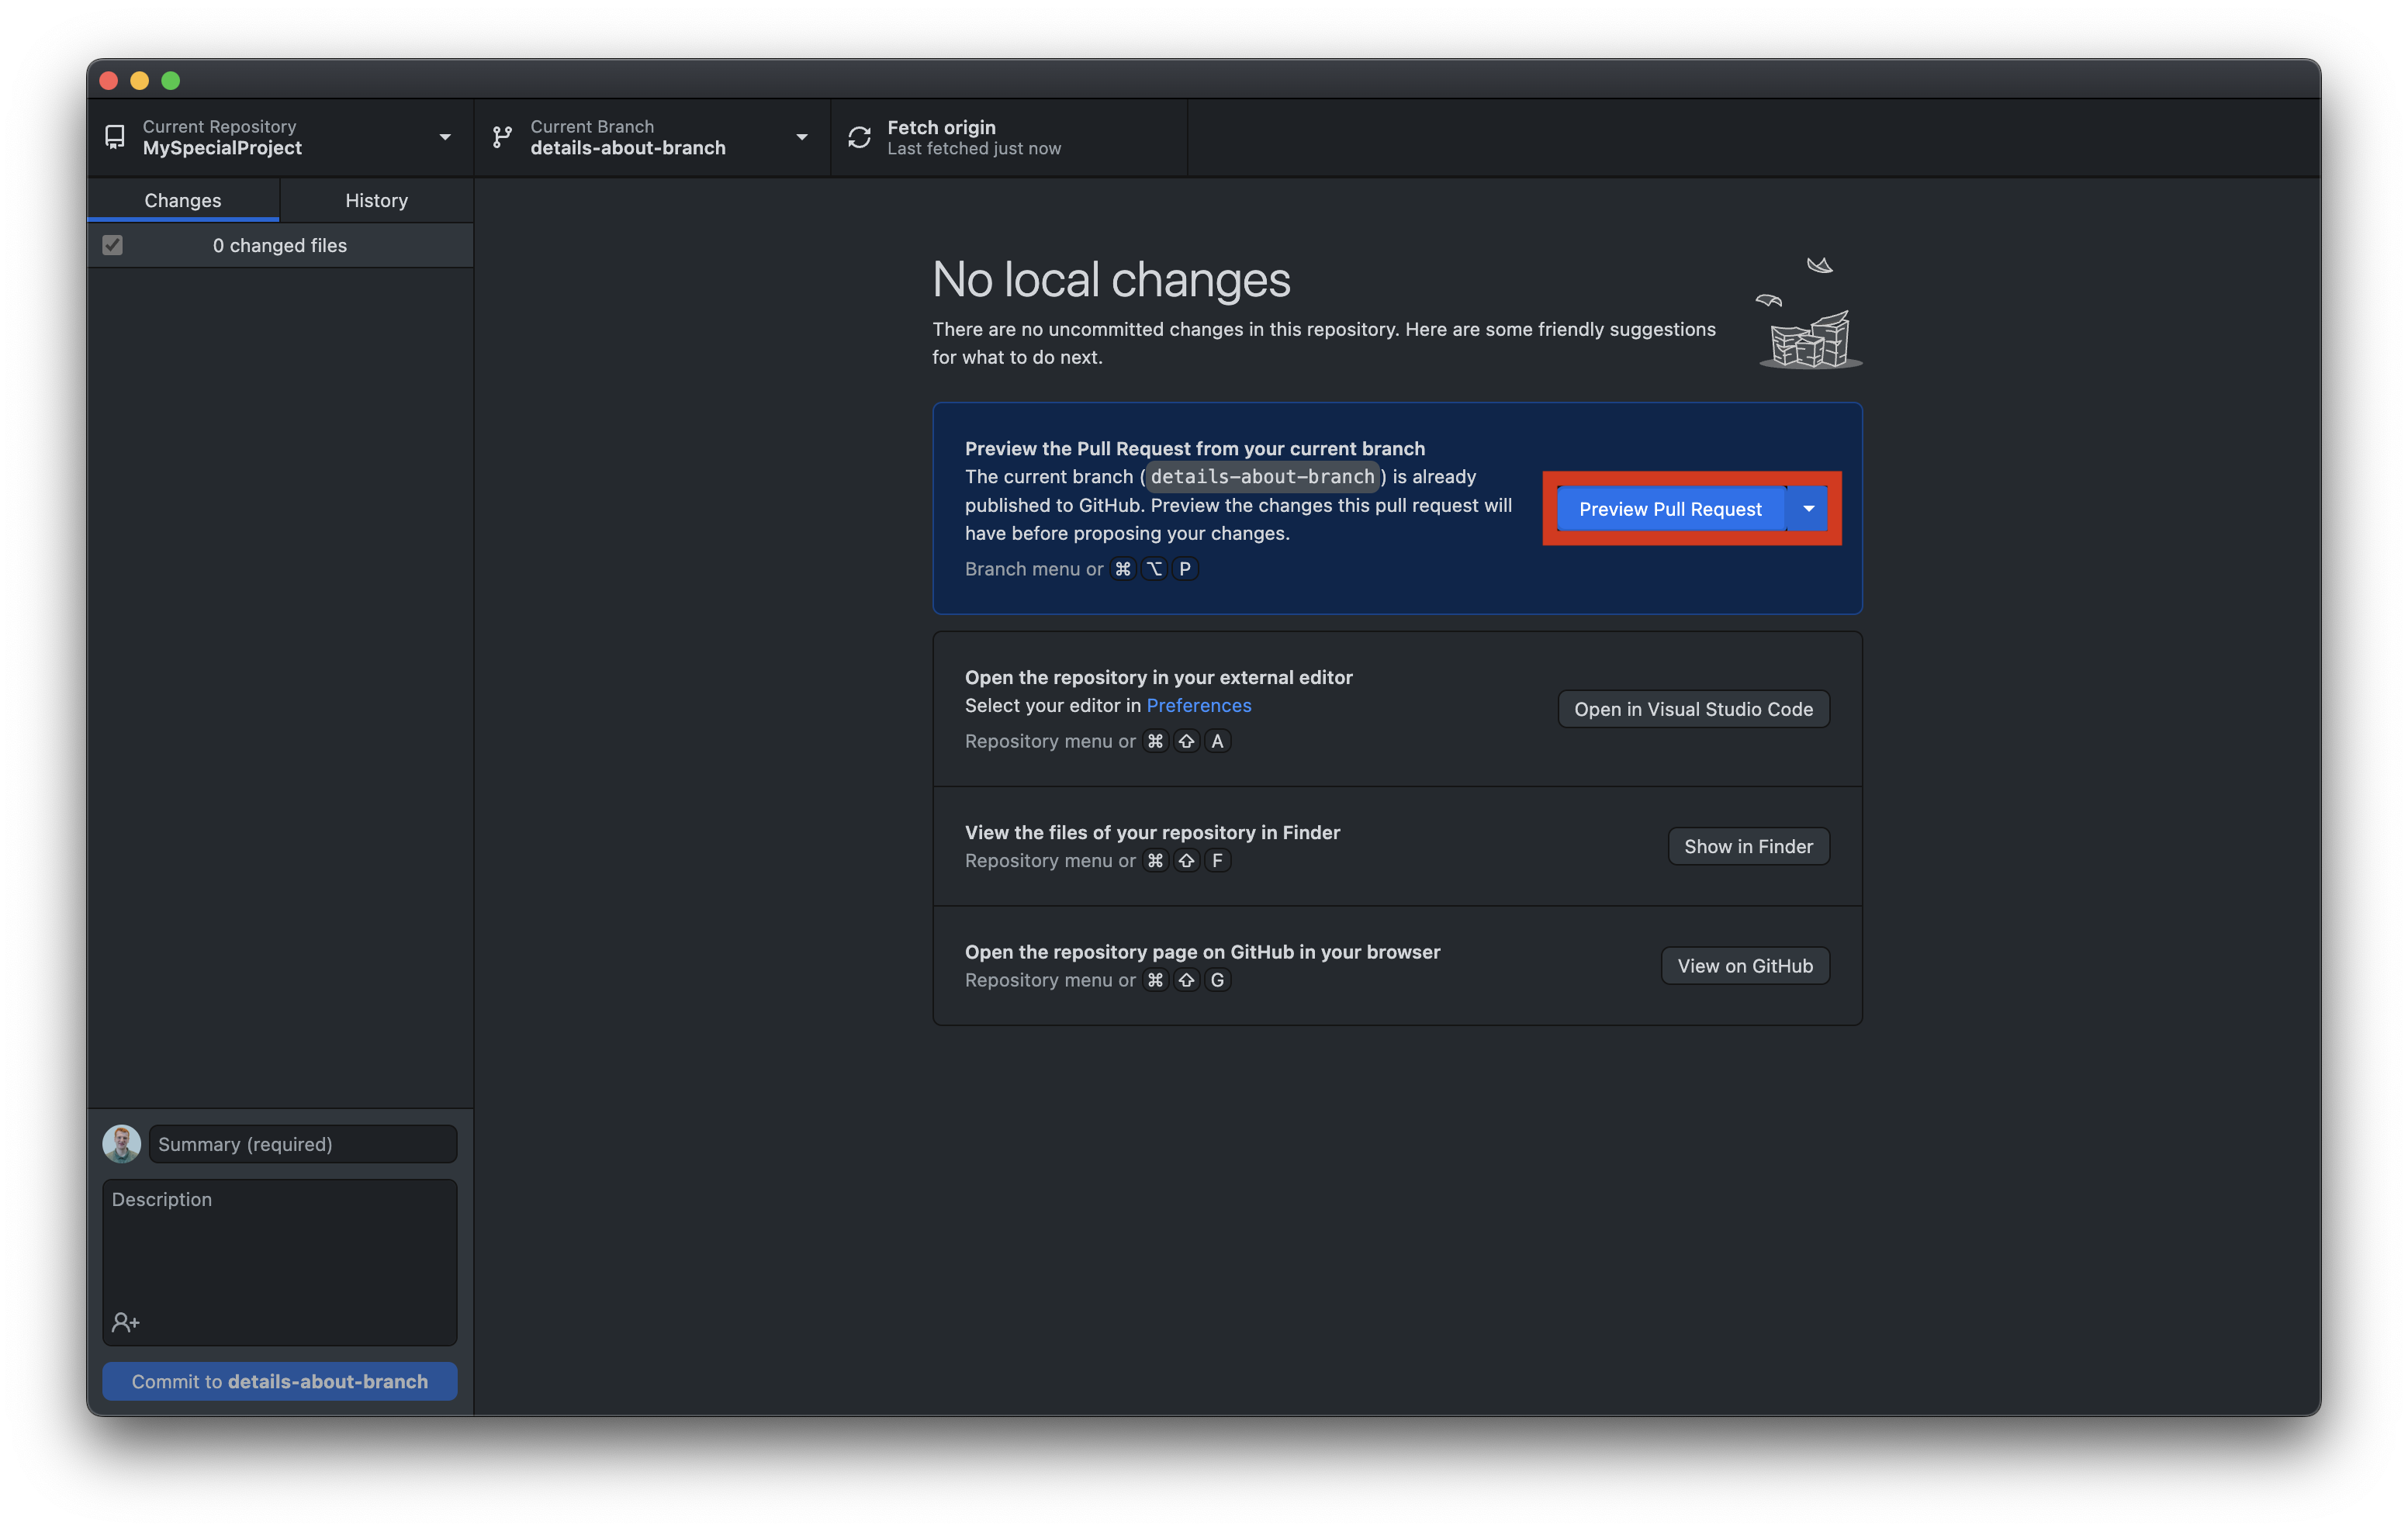 Current Repository
MySpecialProject
Current Branch
details-about-branch
Fetch origin
Last fetched just now
Changes
History
0 changed files
No local changes
There are no uncommitted changes in this repository. Here are some friendly suggestions
for what to do next.
Preview the Pull Request from your current branch
The current branch (details-about-branch) is already
published to GitHub. Preview the changes this pull request will
have before proposing your changes.
Branch menu or ⌘ ⌥ P
Preview Pull Request
Open the repository in your external editor
Select your editor in Preferences
Repository menu or ⌘ ⇧ A
Open in Visual Studio Code
View the files of your repository in Finder
Repository menu or ⌘ ⇧ F
Show in Finder
Open the repository page on GitHub in your browser
Repository menu or ⌘ ⇧ G
View on GitHub
Summary (required)
Description
Commit to details-about-branch